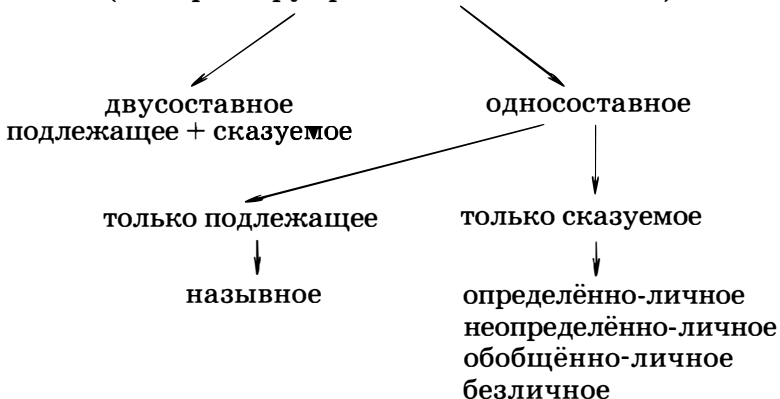 двусоставное
подлежащее + сказуемое
односоставное
только подлежащее
только сказуемое
назывное
определённо-личное
неопределённо-личное
обобщённо-личное
безличное